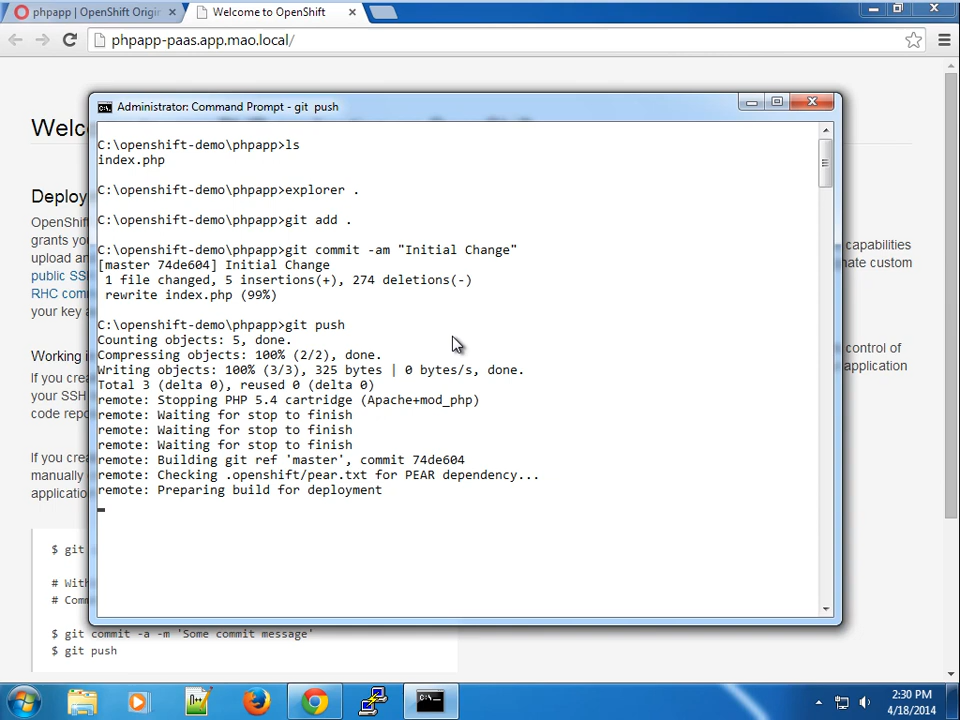 phpapp | OpenShift Origin
Welcome to OpenShift
phpapp-paas.app.mao.local/
Administrator: Command Prompt - git push
C:\openshift-demo\phpapp>ls
index.php
C:\openshift-demo\phpapp>explorer .
C:\openshift-demo\phpapp>git add .
C:\openshift-demo\phpapp>git commit -am "Initial Change"
[master 74de604] Initial Change
1 file changed, 5 insertions(+), 274 deletions(-)
rewrite index.php (99%)
C:\openshift-demo\phpapp>git push
Counting objects: 5, done.
Compressing objects: 100% (2/2), done.
Writing objects: 100% (3/3), 325 bytes | 0 bytes/s, done.
Total 3 (delta 0), reused 0 (delta 0)
remote: Stopping PHP 5.4 cartridge (Apache+mod_php)
remote: Waiting for stop to finish
remote: Waiting for stop to finish
remote: Waiting for stop to finish
remote: Building git ref 'master', commit 74de604
remote: Checking .openshift/pear.txt for PEAR dependency...
remote: Preparing build for deployment
Welc
Deploy
OpenShift
grants yo
upload an
public SS
RHC com
your key a
capabilities
nate custom
Working i
If you crea
your SSH
code repo
control of
application
If you crea
manually
application
$ git
# With
# Comm
$ git commit -a -m 'Some commit message'
$ git push
2:30 PM
4/18/2014